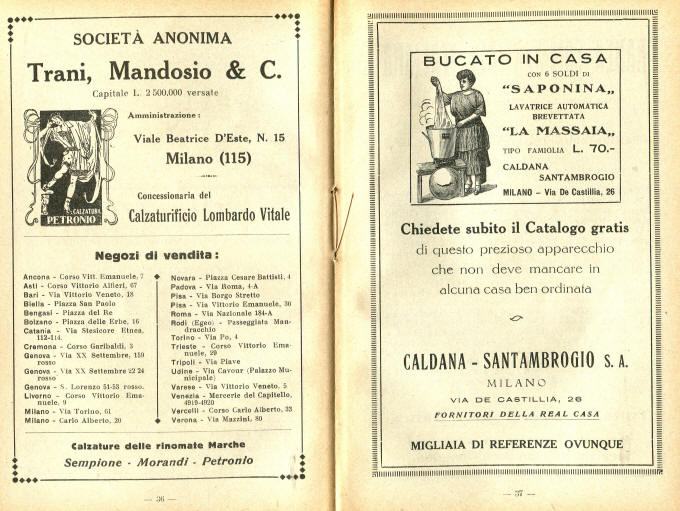 SOCIETÀ ANONIMA
Trani, Mandosio & C.
Capitale L. 2 500.000 versate
Amministrazione:
Viale Beatrice D'Este, N. 15
Milano (115)
Concessionaria del
Calzaturificio Lombardo Vitale
CALZATURA
PETRONIO
Negozi di vendita:
Ancona - Corso Vitt. Emanuele, 7
Asti - Corso Vittorio Alfieri, 67
Bari - Via Vittorio Veneto, 18
Biella - Piazza San Paolo
Bengasi - Piazza del Re
Bolzano - Piazza delle Erbe, 16
Catania - Via Stesicore Etnea,
112-114.
Cremona - Corso Garibaldi, 3
Genova - Via XX Settembre, 159
rosso
Genova - Via XX Settembre 22 24
rosso
Genova - S. Lorenzo 51-53 rosso.
Livorno - Corso Vittorio Ema-
nuele, 9
Milano - Via Torino, 61
Milano - Carlo Alberto, 20
Novara - Piazza Cesare Battisti, 4
Padova - Via Roma, 4-A
Pisa - Via Borgo Stretto
Pisa - Via Vittorio Emanuele, 30
Roma - Via Nazionale 184-A
Rodi (Egeo) - Passeggiata Man-
dracchio
Torino - Via Po, 4
Trieste - Corso Vittorio Ema-
nuele, 29
Tripoli - Via Piave
Udine - Via Cavour (Palazzo Mu-
nicipale)
Varese - Via Vittorio Veneto, 5
Venezia - Mercerie del Capitello,
4919-4920
Vercelli - Corso Carlo Alberto, 33
Verona - Via Mazzini, 80
Calzature delle rinomate Marche
Sempione - Morandi - Petronio
— 36 —
BUCATO IN CASA
CON 6 SOLDI DI
"SAPONINA„
LAVATRICE AUTOMATICA
BREVETTATA
"LA MASSAIA„
TIPO FAMIGLIA L. 70.-
CALDANA
SANTAMBROGIO
MILANO - Via De Castillia, 26
Chiedete subito il Catalogo gratis
di questo prezioso apparecchio
che non deve mancare in
alcuna casa ben ordinata
CALDANA - SANTAMBROGIO S. A.
MILANO
VIA DE CASTILLIA, 26
FORNITORI DELLA REAL CASA
MIGLIAIA DI REFERENZE OVUNQUE
— 37 —